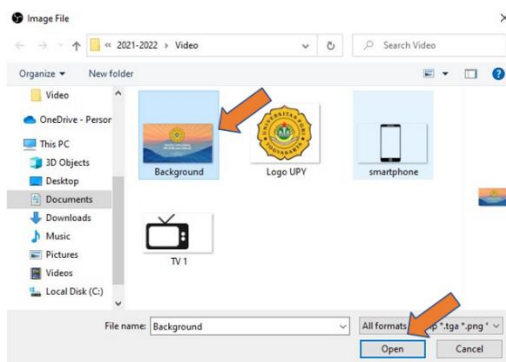 Image File
« 2021-2022 › Video
Search Video
Organize
New folder
Video
OneDrive - Person
This PC
3D Objects
Desktop
Documents
Downloads
Music
Pictures
Videos
Local Disk (C:)
Background
Logo UPY
smartphone
TV 1
File name:
Background
All formats
*.tga *.png
Open
Cancel